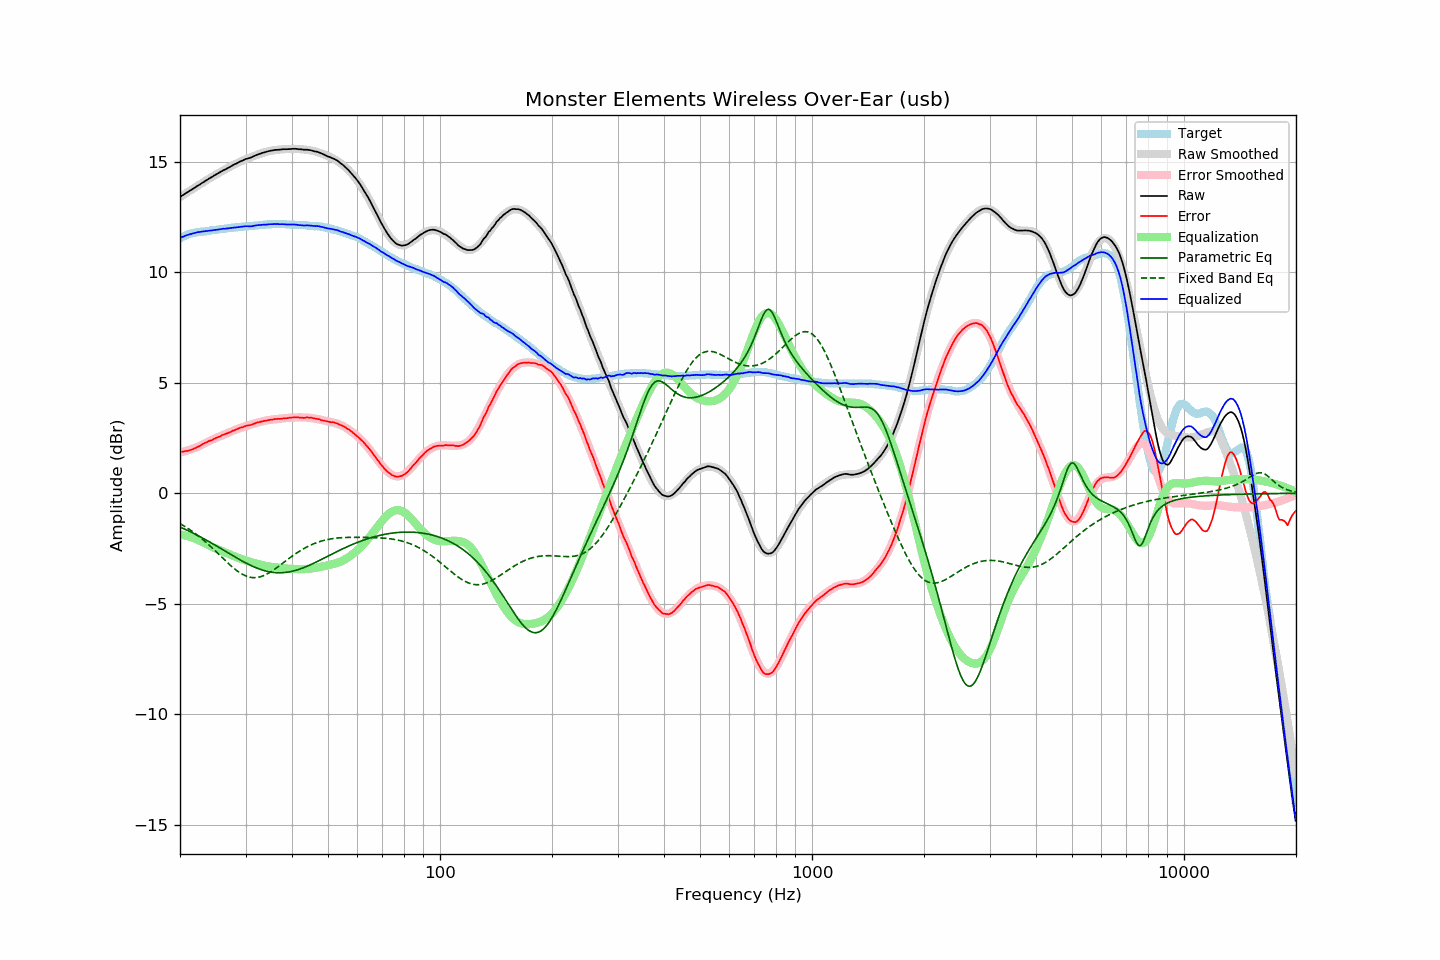 Monster Elements Wireless Over-Ear (usb)
Target
Raw Smoothed
Error Smoothed
Raw
Error
Equalization
Parametric Eq
Fixed Band Eq
Equalized
15
10
5
0
−5
−10
−15
Amplitude (dBr)
100
1000
10000
Frequency (Hz)